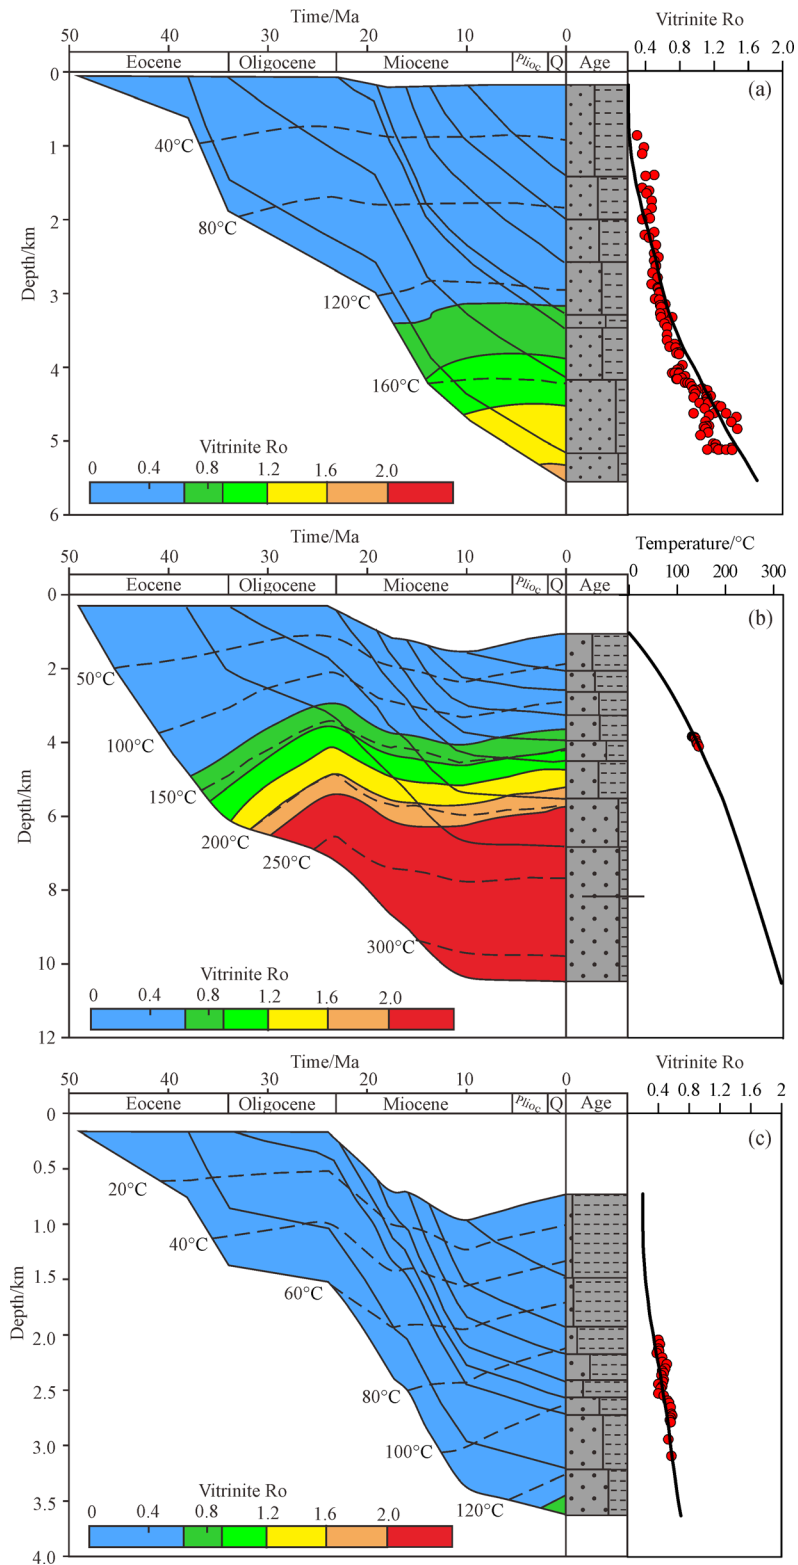 Time/Ma Vitrinite Ro
50 40 30 20 10 0 0.4 0.8 1.2 1.6 2.0
Eocene Oligocene Miocene Plioc Q Age
0
(a)
1
40°C
2
80°C
3
120°C
4
160°C
5
6
Depth/km
Vitrinite Ro
0 0.4 0.8 1.2 1.6 2.0
Time/Ma Temperature/°C
50 40 30 20 10 0 0 100 200 300
Eocene Oligocene Miocene Plioc Q Age
0
(b)
2
50°C
4
100°C
150°C
6
200°C
250°C
8
300°C
10
12
Depth/km
Vitrinite Ro
0 0.4 0.8 1.2 1.6 2.0
Time/Ma Vitrinite Ro
50 40 30 20 10 0 0.4 0.8 1.2 1.6 2
Eocene Oligocene Miocene Plioc Q Age
0
(c)
0.5
20°C
1.0
40°C
1.5
60°C
2.0
2.5
80°C
3.0
100°C
3.5
120°C
4.0
Depth/km
Vitrinite Ro
0 0.4 0.8 1.2 1.6 2.0